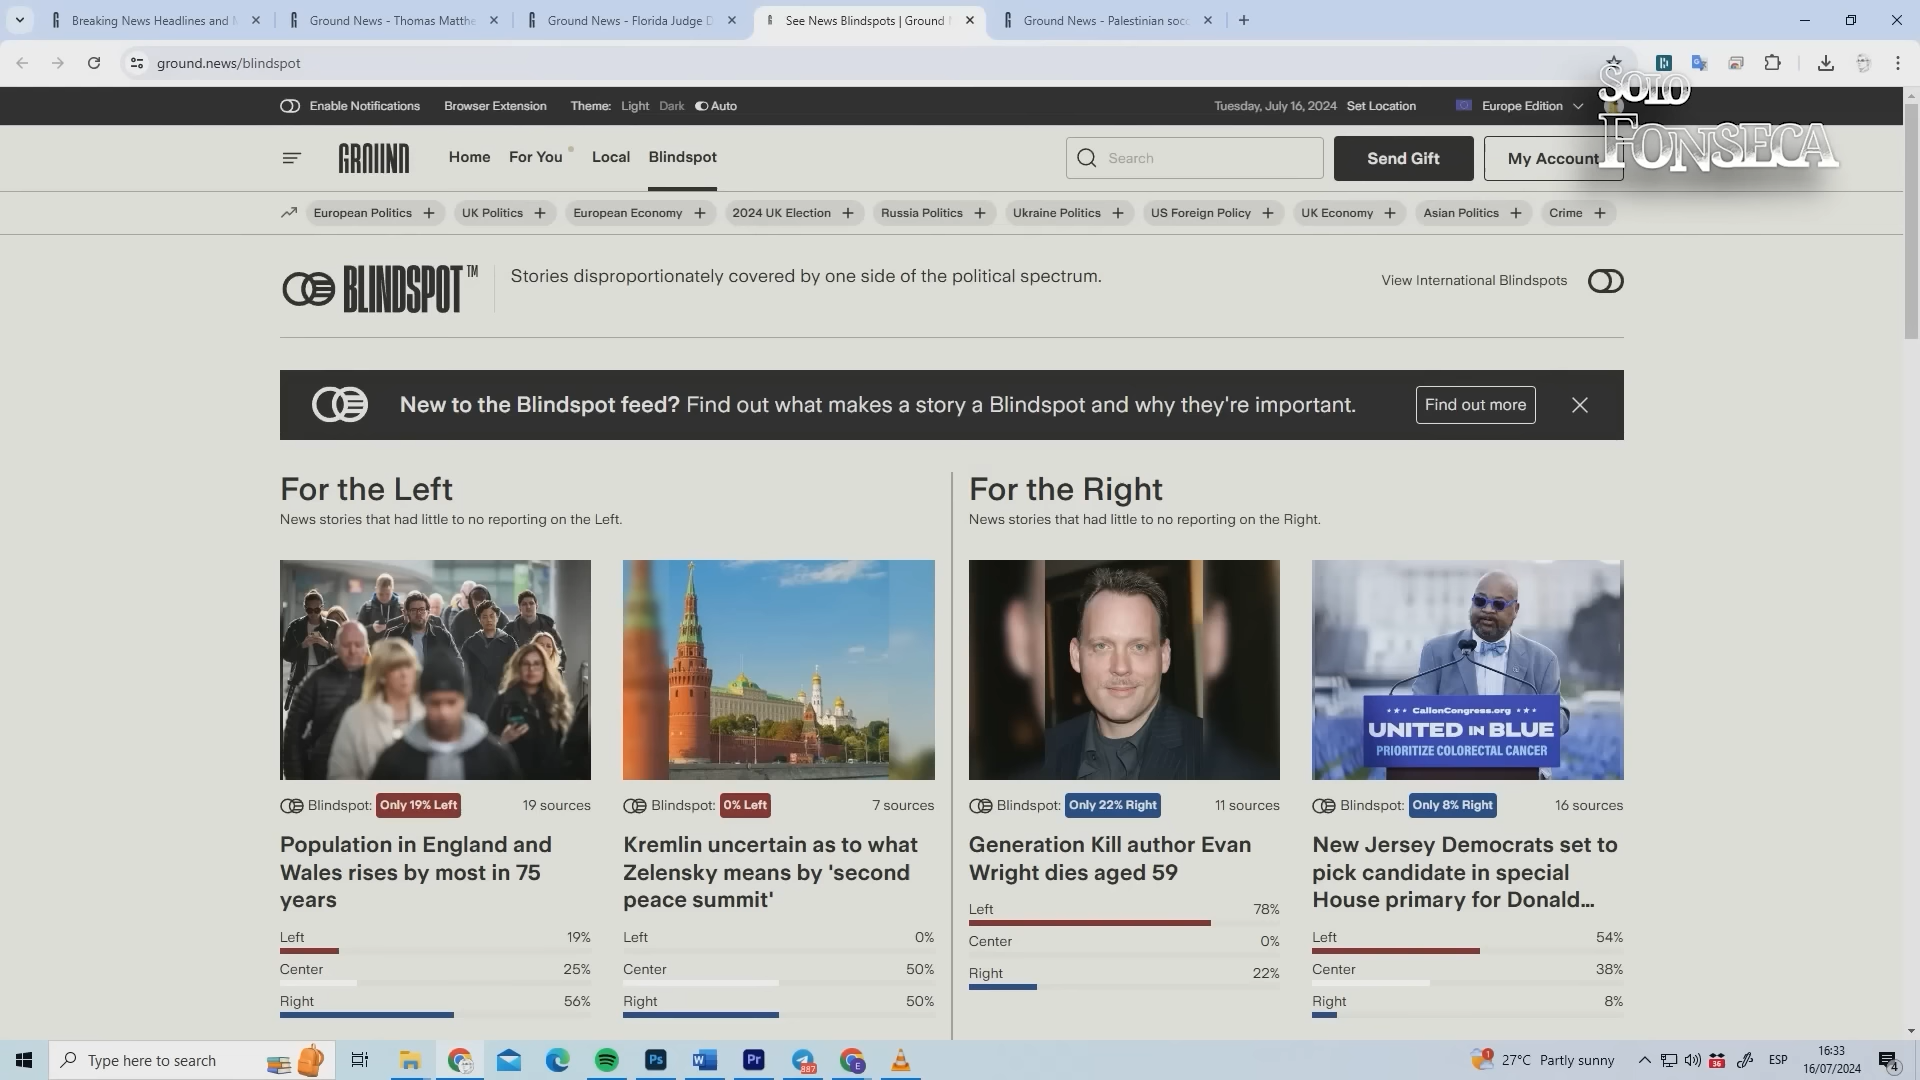 Breaking News Headlines and
Ground News - Thomas Matthe
Ground News - Florida Judge D
See News Blindspots | Ground
Ground News - Palestinian soc
ground.news/blindspot
Solo
Fonseca
Enable Notifications
Browser Extension
Theme: Light Dark Auto
Tuesday, July 16, 2024 Set Location
Europe Edition
GROUND
Home
For You
Local
Blindspot
Search
Send Gift
My Account
European Politics +
UK Politics +
European Economy +
2024 UK Election +
Russia Politics +
Ukraine Politics +
US Foreign Policy +
UK Economy +
Asian Politics +
Crime +
BLINDSPOT™
Stories disproportionately covered by one side of the political spectrum.
View International Blindspots
New to the Blindspot feed? Find out what makes a story a Blindspot and why they're important.
Find out more
For the Left
News stories that had little to no reporting on the Left.
Blindspot: Only 19% Left
19 sources
Population in England and
Wales rises by most in 75
years
Left 19%
Center 25%
Right 56%
Blindspot: 0% Left
7 sources
Kremlin uncertain as to what
Zelensky means by 'second
peace summit'
Left 0%
Center 50%
Right 50%
For the Right
News stories that had little to no reporting on the Right.
Blindspot: Only 22% Right
11 sources
Generation Kill author Evan
Wright dies aged 59
Left 78%
Center 0%
Right 22%
CallonCongress.org
UNITED IN BLUE
PRIORITIZE COLORECTAL CANCER
Blindspot: Only 8% Right
16 sources
New Jersey Democrats set to
pick candidate in special
House primary for Donald...
Left 54%
Center 38%
Right 8%
Type here to search
Ps
W
Pr
887
E
1
27°C Partly sunny
36
ESP
16:33
16/07/2024
4